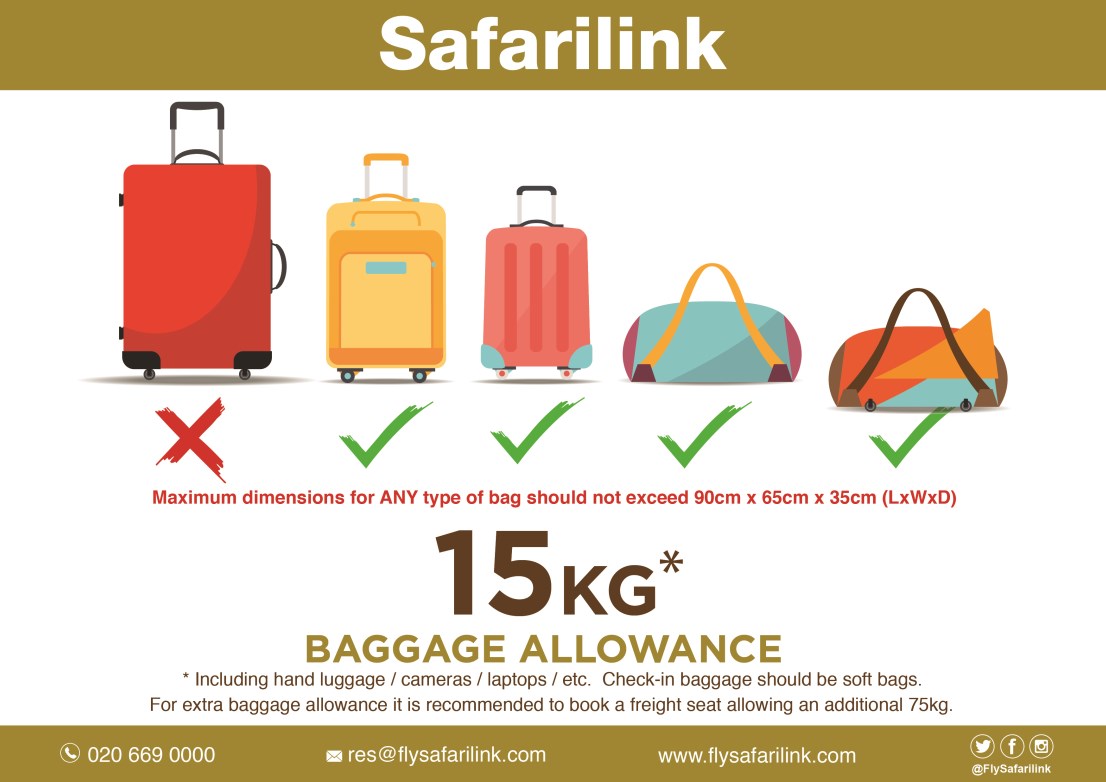 Safarilink
Maximum dimensions for ANY type of bag should not exceed 90cm x 65cm x 35cm (LxWxD)
15KG*
BAGGAGE ALLOWANCE
* Including hand luggage / cameras / laptops / etc.  Check-in baggage should be soft bags.
For extra baggage allowance it is recommended to book a freight seat allowing an additional 75kg.
020 669 0000
res@flysafarilink.com
www.flysafarilink.com
@FlySafarilink